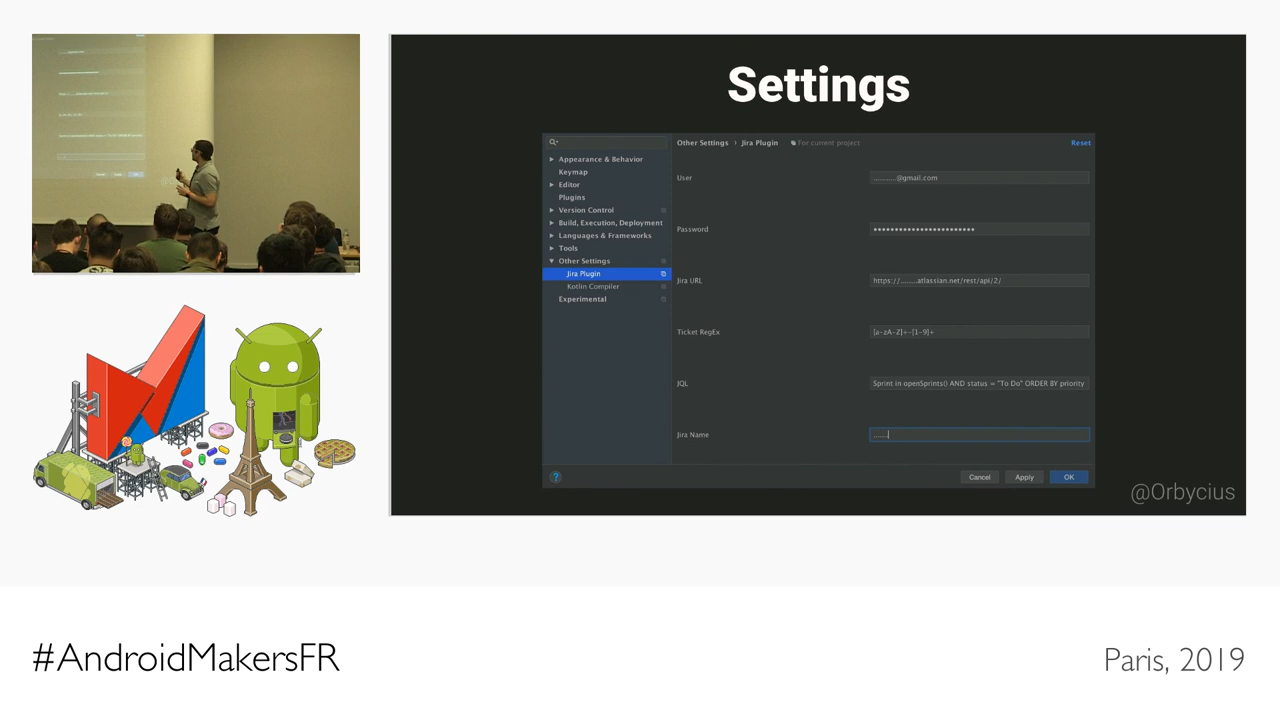 Settings
Other Settings › Jira Plugin For current project Reset
Appearance & Behavior
Keymap
Editor
Plugins
Version Control
Build, Execution, Deployment
Languages & Frameworks
Tools
Other Settings
Jira Plugin
Kotlin Compiler
Experimental
User ..........@gmail.com
Password ••••••••••••••••••••••••
Jira URL https://.......atlassian.net/rest/api/2/
Ticket RegEx [a-zA-Z]+-[1-9]+
JQL Sprint in openSprints() AND status = "To Do" ORDER BY priority
Jira Name ......
? Cancel Apply OK
@Orbycius
#AndroidMakersFR
Paris, 2019